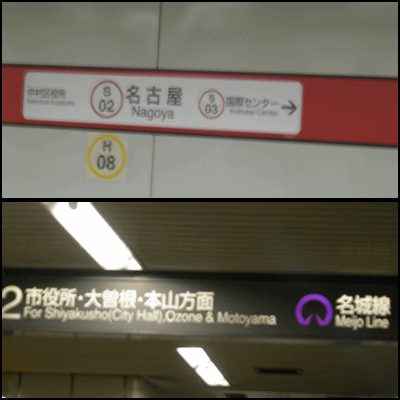 中村区役所 S 02 名古屋 S 03 国際センター →
Nagoya Kokusai Center
H
08
2 市役所・大曽根・本山方面 名城線
For Shiyakusho(City Hall),Ozone & Motoyama Meijo Line